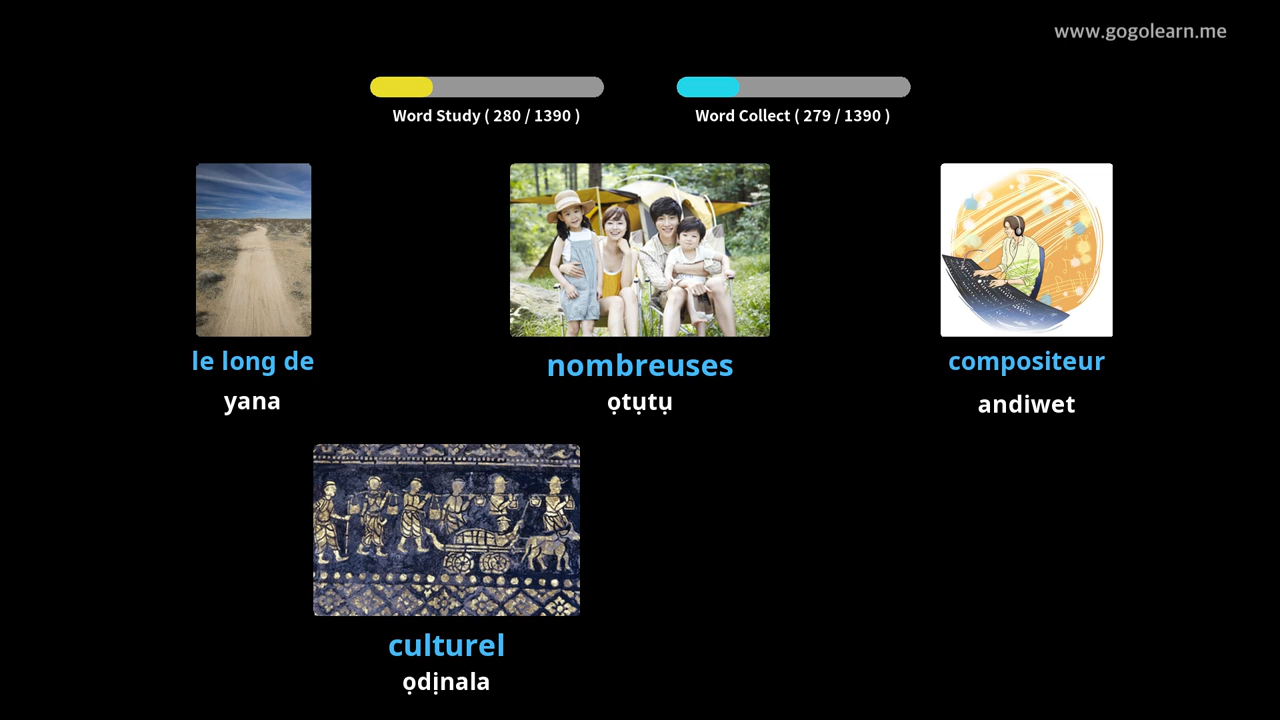 www.gogolearn.me
Word Study ( 280 / 1390 )
Word Collect ( 279 / 1390 )
le long de
yana
nombreuses
ọtụtụ
compositeur
andiwet
culturel
ọdịnala